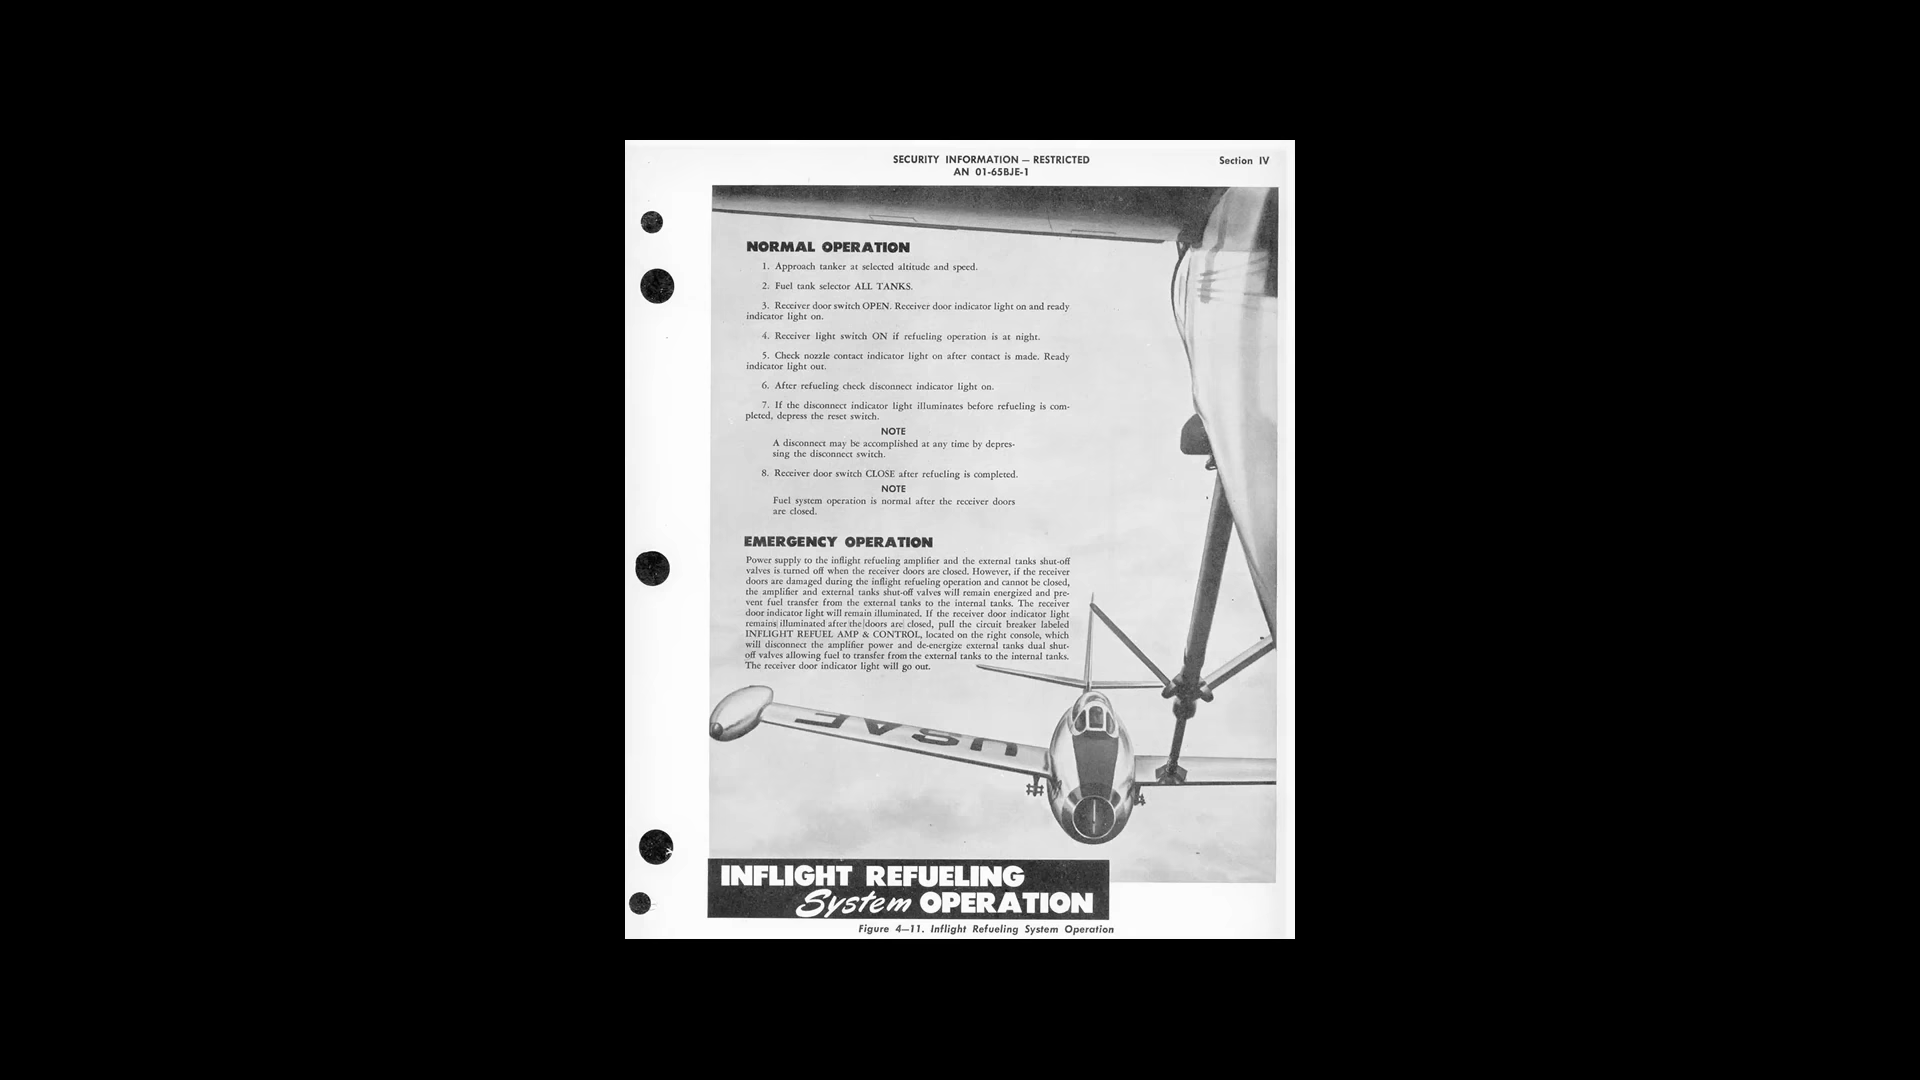 SECURITY INFORMATION — RESTRICTED
AN 01-65BJE-1
Section IV
NORMAL OPERATION
1. Approach tanker at selected altitude and speed.
2. Fuel tank selector ALL TANKS.
3. Receiver door switch OPEN. Receiver door indicator light on and ready
indicator light on.
4. Receiver light switch ON if refueling operation is at night.
5. Check nozzle contact indicator light on after contact is made. Ready
indicator light out.
6. After refueling check disconnect indicator light on.
7. If the disconnect indicator light illuminates before refueling is com-
pleted, depress the reset switch.
NOTE
A disconnect may be accomplished at any time by depres-
sing the disconnect switch.
8. Receiver door switch CLOSE after refueling is completed.
NOTE
Fuel system operation is normal after the receiver doors
are closed.
EMERGENCY OPERATION
Power supply to the inflight refueling amplifier and the external tanks shut-off
valves is turned off when the receiver doors are closed. However, if the receiver
doors are damaged during the inflight refueling operation and cannot be closed,
the amplifier and external tanks shut-off valves will remain energized and pre-
vent fuel transfer from the external tanks to the internal tanks. The receiver
door indicator light will remain illuminated. If the receiver door indicator light
remains illuminated after the doors are closed, pull the circuit breaker labeled
INFLIGHT REFUEL AMP & CONTROL, located on the right console, which
will disconnect the amplifier power and de-energize external tanks dual shut-
off valves allowing fuel to transfer from the external tanks to the internal tanks.
The receiver door indicator light will go out.
USAF
INFLIGHT REFUELING
System OPERATION
Figure 4—11. Inflight Refueling System Operation